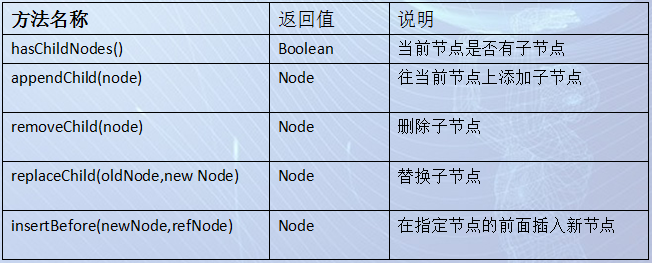 方法名称 返回值 说明
hasChildNodes() Boolean 当前节点是否有子节点
appendChild(node) Node 往当前节点上添加子节点
removeChild(node) Node 删除子节点
replaceChild(oldNode,new Node) Node 替换子节点
insertBefore(newNode,refNode) Node 在指定节点的前面插入新节点